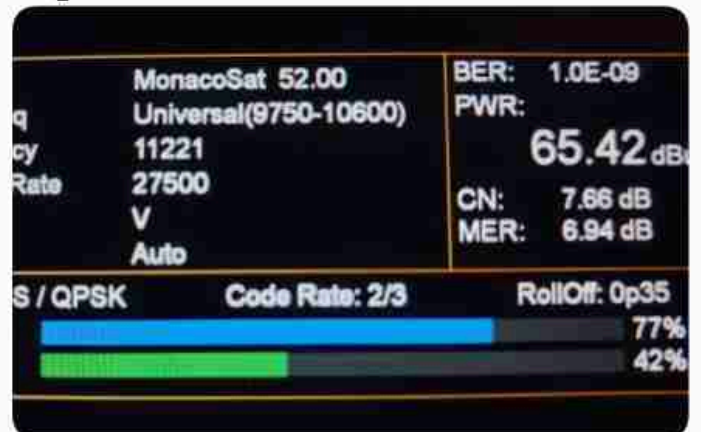 MonacoSat 52.00
q Universal(9750-10600)
cy 11221
Rate 27500
V
Auto
BER: 1.0E-09
PWR:
65.42 dBu
CN: 7.66 dB
MER: 6.94 dB
S / QPSK Code Rate: 2/3 RollOff: 0p35
77%
42%